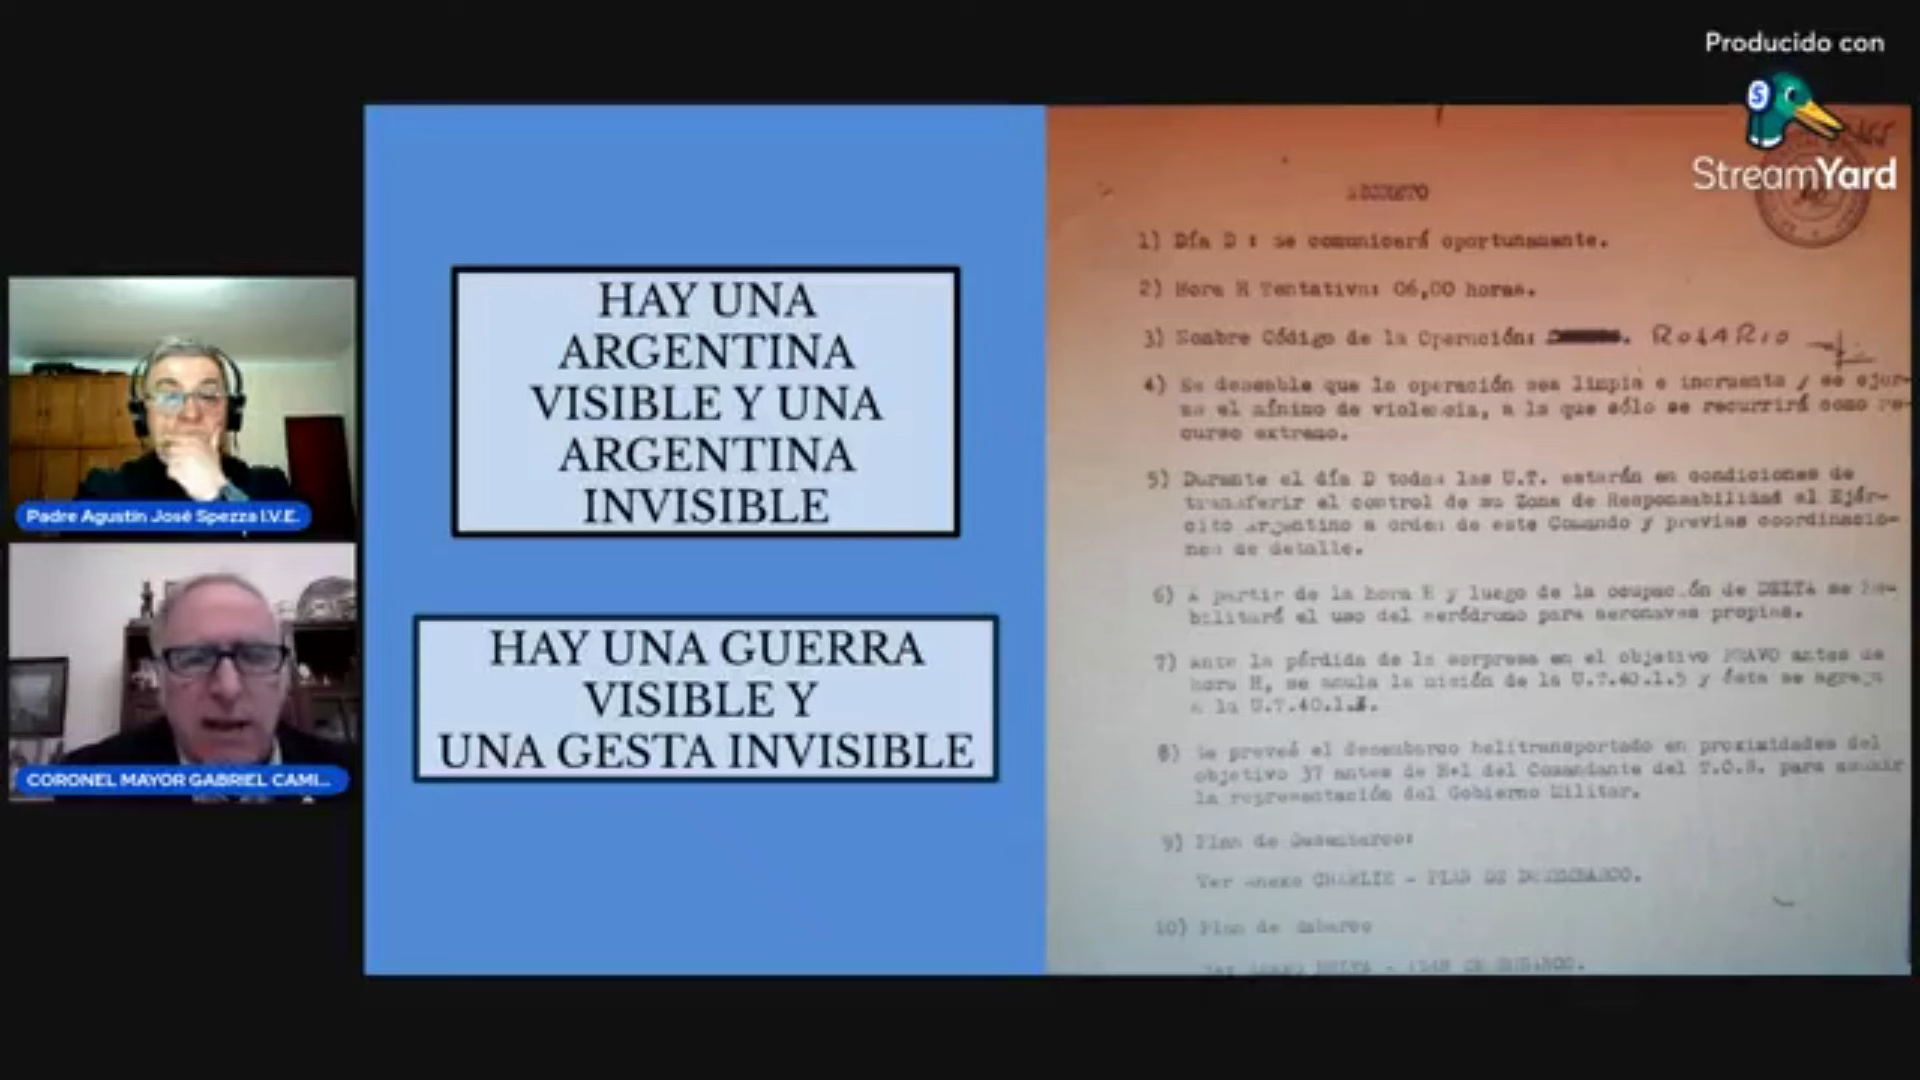 Producido con
StreamYard
HAY UNA
ARGENTINA
VISIBLE Y UNA
ARGENTINA
INVISIBLE
HAY UNA GUERRA
VISIBLE Y
UNA GESTA INVISIBLE
Padre Agustín José Spezza I.V.E.
CORONEL MAYOR GABRIEL CAMI...
1) Día D : Se comunicará oportunamente.
2) Hora H Tentativa: 06,00 horas.
3) Nombre Código de la Operación: ROSARIO
4) Es deseable que la operación sea limpia e incruenta / se ejer-
za el mínimo de violencia, a la que sólo se recurrirá como re-
curso extremo.
5) Durante el día D todas las U.T. estarán en condiciones de
transferir el control de su Zona de Responsabilidad al Ejér-
cito Argentino a orden de este Comando y previas coordinacio-
nes de detalle.
6) A partir de la hora H y luego de la ocupación de DELTA se ha-
bilitará el uso del aeródromo para aeronaves propias.
7) Ante la pérdida de la sorpresa en el objetivo BRAVO antes de
hora H, se anula la misión de la U.T.40.1.5 y ésta se agrega
a la U.T.40.1.
8) Se preveé el desembarco helitransportado en proximidades del
objetivo 37 antes de H+1 del Comandante del T.O.S. para asumir
la representación del Gobierno Militar.
9) Plan de Desembarco:
Ver Anexo CHARLIE - PLAN DE DESEMBARCO.
10) Plan de Embarco